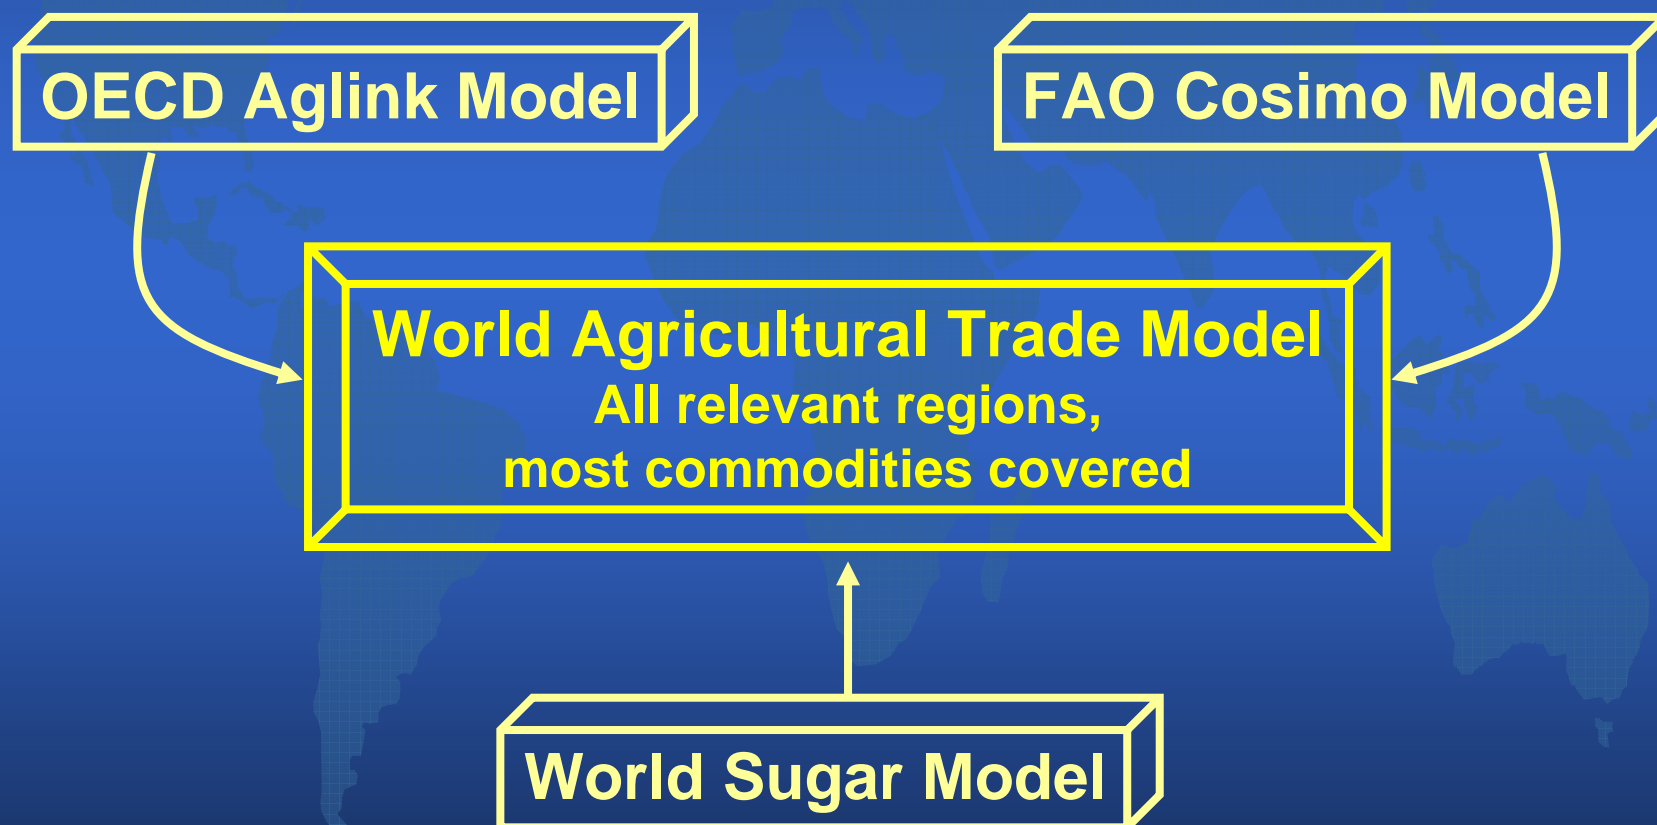 OECD Aglink Model
FAO Cosimo Model
World Agricultural Trade Model
All relevant regions,
most commodities covered
World Sugar Model